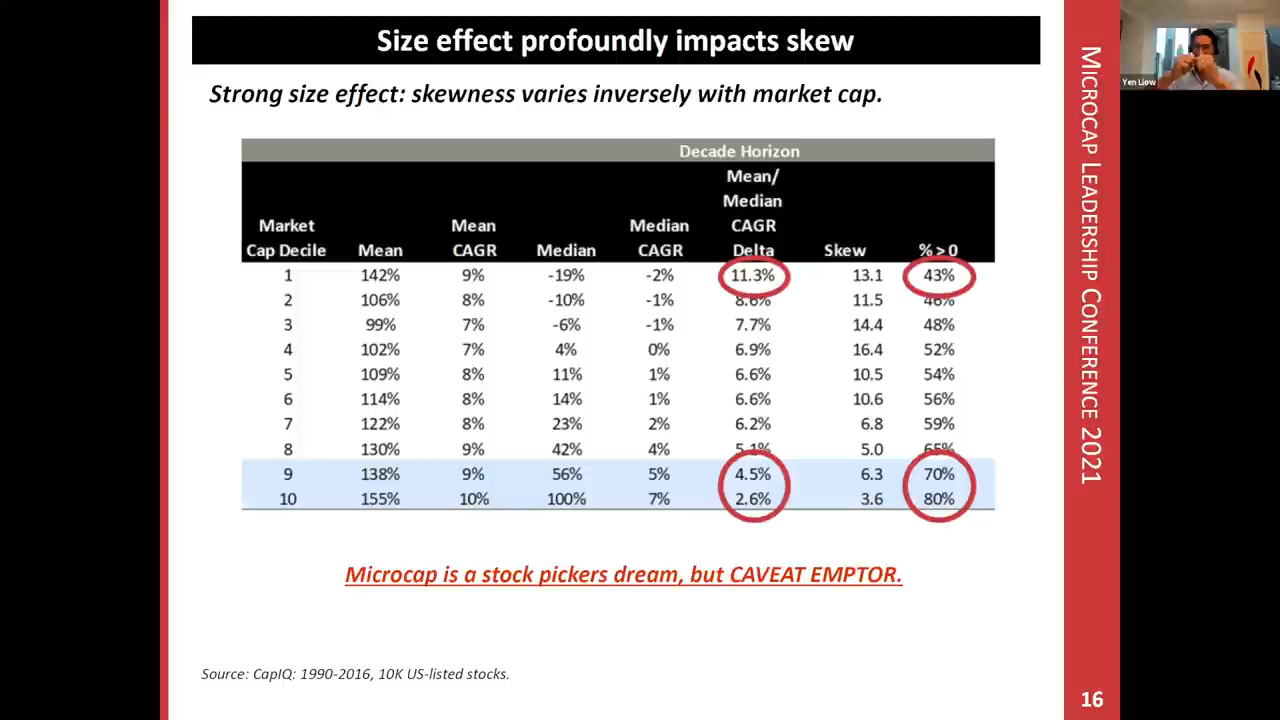 Size effect profoundly impacts skew
Strong size effect: skewness varies inversely with market cap.
Decade Horizon
Market Cap Decile Mean Mean CAGR Median Median CAGR Mean/ Median CAGR Delta Skew % > 0
1 142% 9% -19% -2% 11.3% 13.1 43%
2 106% 8% -10% -1% 8.6% 11.5 46%
3 99% 7% -6% -1% 7.7% 14.4 48%
4 102% 7% 4% 0% 6.9% 16.4 52%
5 109% 8% 11% 1% 6.6% 10.5 54%
6 114% 8% 14% 1% 6.6% 10.6 56%
7 122% 8% 23% 2% 6.2% 6.8 59%
8 130% 9% 42% 4% 5.1% 5.0 65%
9 138% 9% 56% 5% 4.5% 6.3 70%
10 155% 10% 100% 7% 2.6% 3.6 80%
Microcap is a stock pickers dream, but CAVEAT EMPTOR.
Source: CapIQ: 1990-2016, 10K US-listed stocks.
MICROCAP LEADERSHIP CONFERENCE 2021
16
Yen Liow